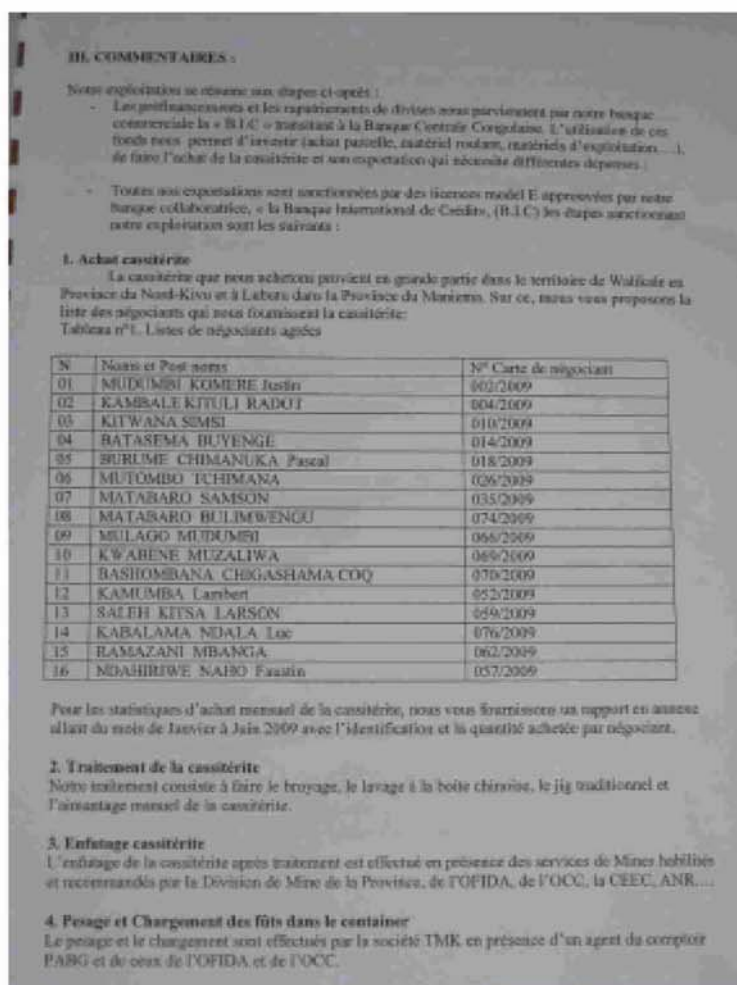 III. COMMENTAIRES :
Notre exploitation se résume aux étapes ci-après :
- Les préfinancements et les rapatriements de devises nous parviennent par notre banque
commerciale la « B.I.C » transitant à la Banque Centrale Congolaise. L'utilisation de ces
fonds nous permet d'investir (achat parcelle, matériel roulant, matériels d'exploitation …),
de faire l'achat de la cassitérite et son exportation qui nécessite différentes dépenses ;
- Toutes nos exportations sont sanctionnées par des licences model E approuvées par notre
banque collaboratrice, « la Banque International de Crédit», (B.I.C) les étapes sanctionnant
notre exploitation sont les suivants :
1. Achat cassitérite
La cassitérite que nous achetons provient en grande partie dans le territoire de Walikale en
Province du Nord-Kivu et à Lubutu dans la Province du Maniema. Sur ce, nous vous proposons la
liste des négociants qui nous fournissent la cassitérite:
Tableau n°1. Listes de négociants agréés
N Noms et Post noms N° Carte de négociant
01 MUDUMBI KOMERE Justin 002/2009
02 KAMBALE KITULI RADOT 004/2009
03 KITWANA SIMSI 010/2009
04 BATASEMA BUYENGE 014/2009
05 BURUME CHIMANUKA Pascal 018/2009
06 MUTOMBO TCHIMANA 026/2009
07 MATABARO SAMSON 035/2009
08 MATABARO BULIMWENGU 074/2009
09 MULAGO MUDUMBI 066/2009
10 KWABENE MUZALIWA 069/2009
11 BASHOMBANA CHIGASHAMA COQ 070/2009
12 KAMUMBA Lambert 052/2009
13 SALEH KITSA LARSON 059/2009
14 KABALAMA NDALA Luc 076/2009
15 RAMAZANI MBANGA 062/2009
16 NDAHIRIWE NAHO Faustin 057/2009
Pour les statistiques d'achat mensuel de la cassitérite, nous vous fournissons un rapport en annexe
allant du mois de Janvier à Juin 2009 avec l'identification et la quantité achetée par négociant.
2. Traitement de la cassitérite
Notre traitement consiste à faire le broyage, le lavage à la boite chinoise, le jig traditionnel et
l'aimantage manuel de la cassitérite.
3. Enfutage cassitérite
L'enfutage de la cassitérite après traitement est effectué en présence des services de Mines habilités
et recommandés par la Division de Mine de la Province, de l'OFIDA, de l'OCC, la CEEC, ANR….
4. Pesage et Chargement des fûts dans le container
Le pesage et le chargement sont effectués par la société TMK en présence d'un agent du comptoir
PABG et de ceux de l'OFIDA et de l'OCC.